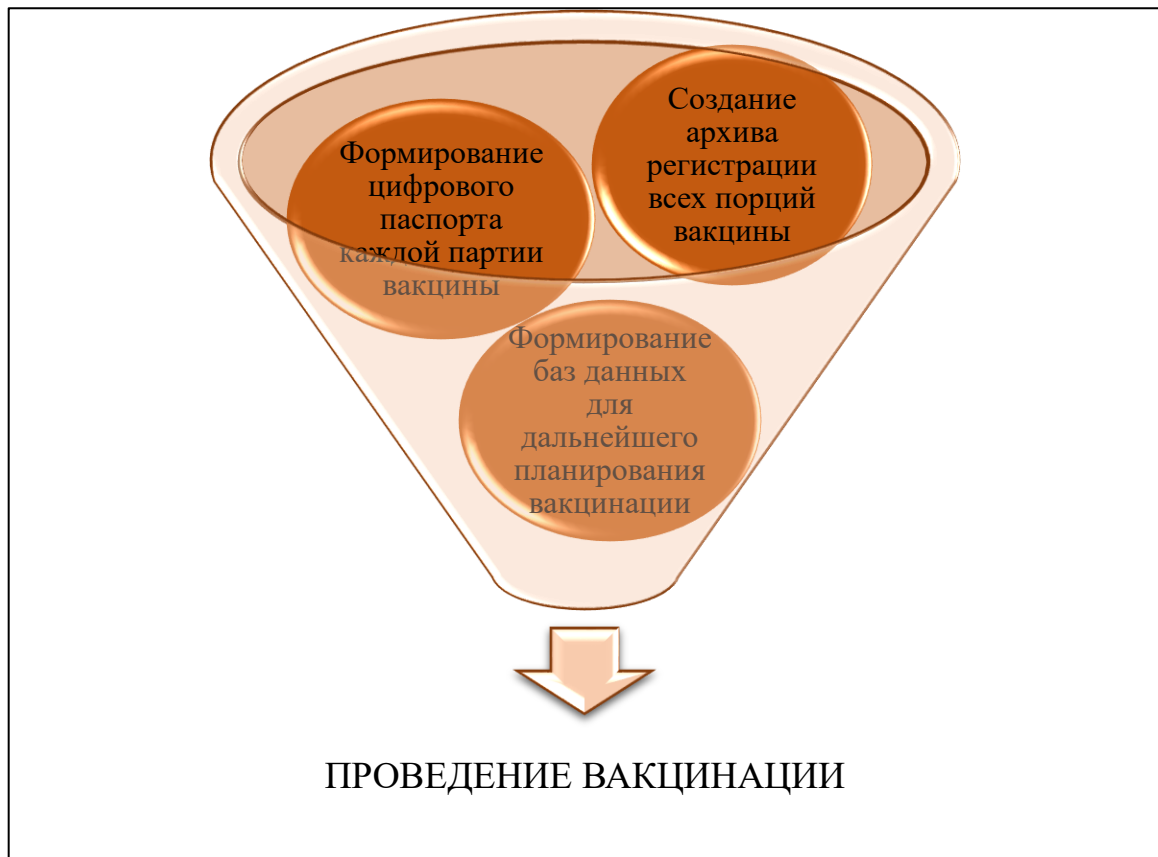 Формирование
цифрового
паспорта
каждой партии
вакцины
Создание
архива
регистрации
всех порций
вакцины
Формирование
баз данных
для
дальнейшего
планирования
вакцинации
ПРОВЕДЕНИЕ ВАКЦИНАЦИИ